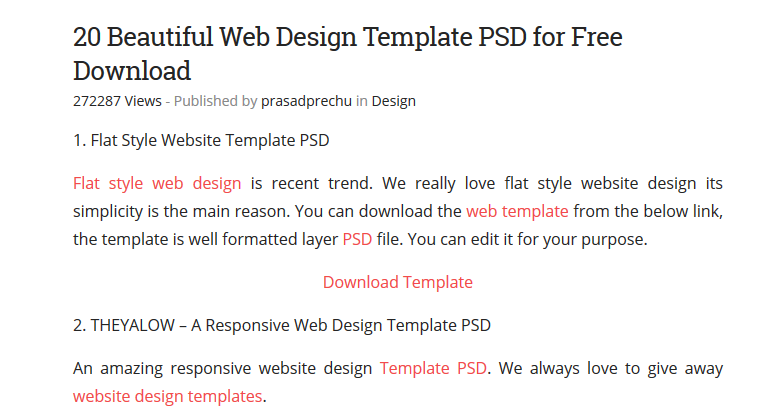 20 Beautiful Web Design Template PSD for Free
Download
272287 Views - Published by prasadprechu in Design
1. Flat Style Website Template PSD
Flat style web design is recent trend. We really love flat style website design its
simplicity is the main reason. You can download the web template from the below link,
the template is well formatted layer PSD file. You can edit it for your purpose.
Download Template
2. THEYALOW – A Responsive Web Design Template PSD
An amazing responsive website design Template PSD. We always love to give away
website design templates.